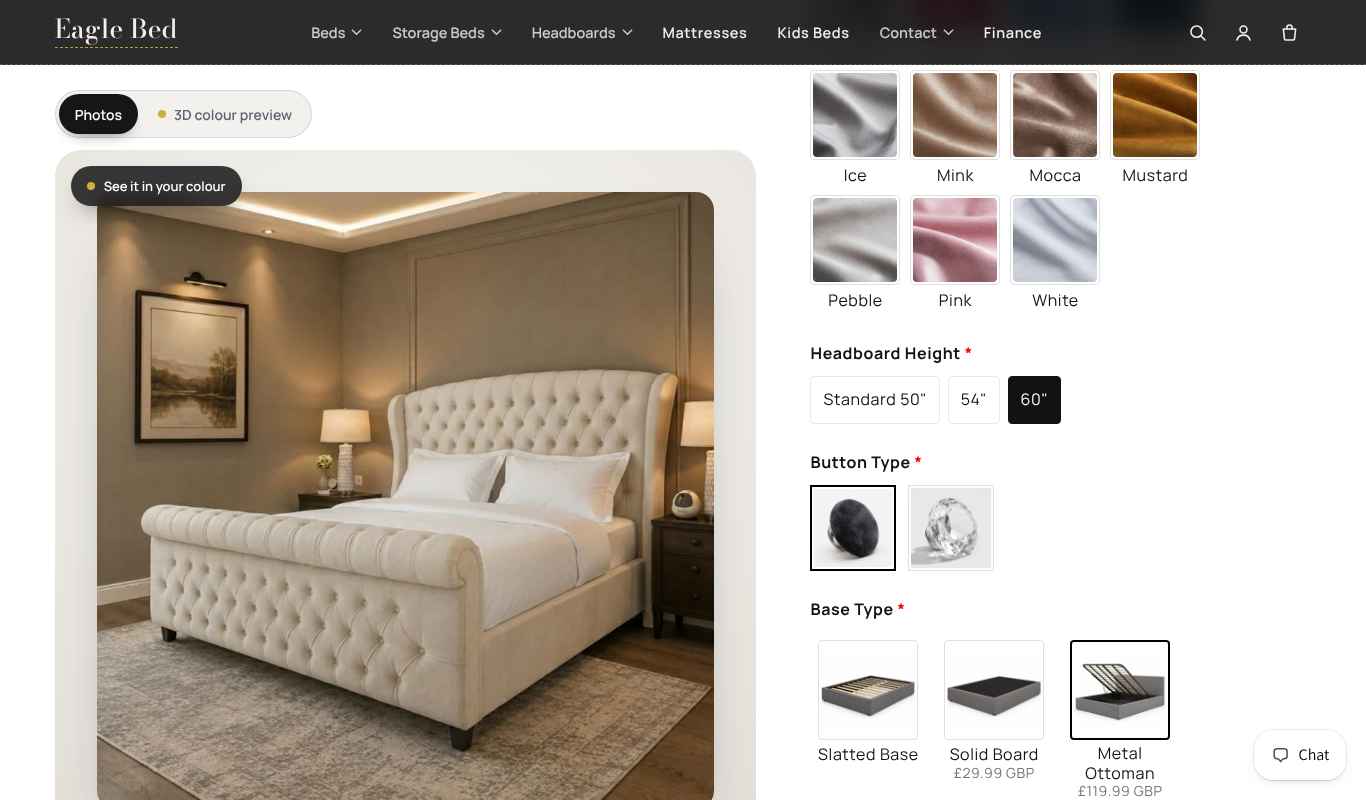 Eagle Bed
Beds
Storage Beds
Headboards
Mattresses
Kids Beds
Contact
Finance
Photos
3D colour preview
See it in your colour
Ice
Mink
Mocca
Mustard
Pebble
Pink
White
Headboard Height *
Standard 50"
54"
60"
Button Type *
Base Type *
Slatted Base
Solid Board
£29.99 GBP
Metal
Ottoman
£119.99 GBP
Chat